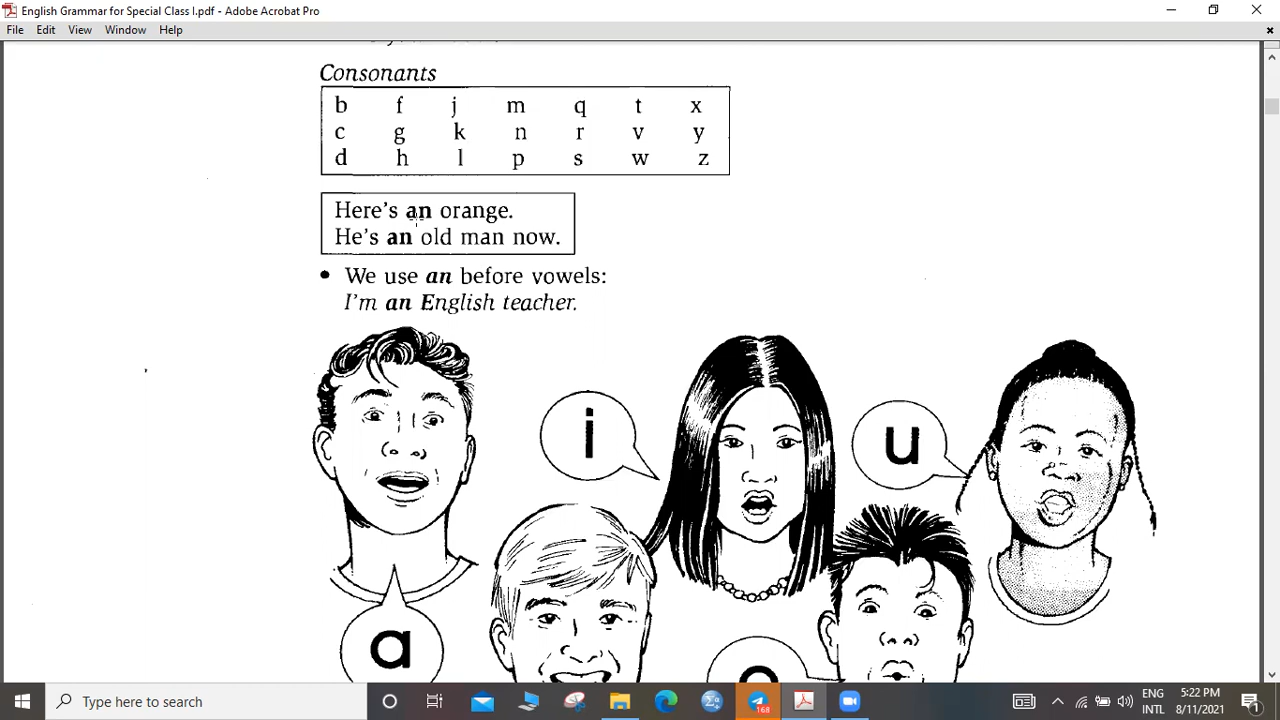 English Grammar for Special Class I.pdf - Adobe Acrobat Pro
File Edit View Window Help
Consonants
b f j m q t x
c g k n r v y
d h l p s w z
Here's an orange.
He's an old man now.
• We use an before vowels:
I'm an English teacher.
i
u
a
Type here to search
168
ENG
INTL
5:22 PM
8/11/2021
1